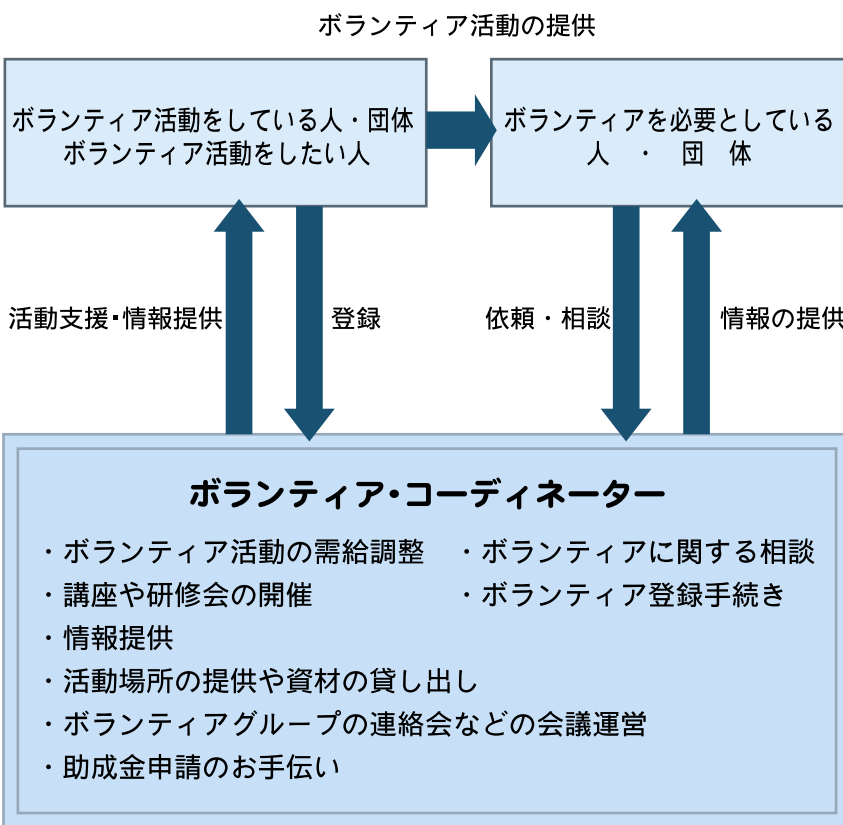 ボランティア活動の提供
ボランティア活動をしている人・団体
ボランティア活動をしたい人
ボランティアを必要としている
人　・　団　体
活動支援・情報提供
登録
依頼・相談
情報の提供
ボランティア・コーディネーター
・ボランティア活動の需給調整
・ボランティアに関する相談
・講座や研修会の開催
・ボランティア登録手続き
・情報提供
・活動場所の提供や資材の貸し出し
・ボランティアグループの連絡会などの会議運営
・助成金申請のお手伝い